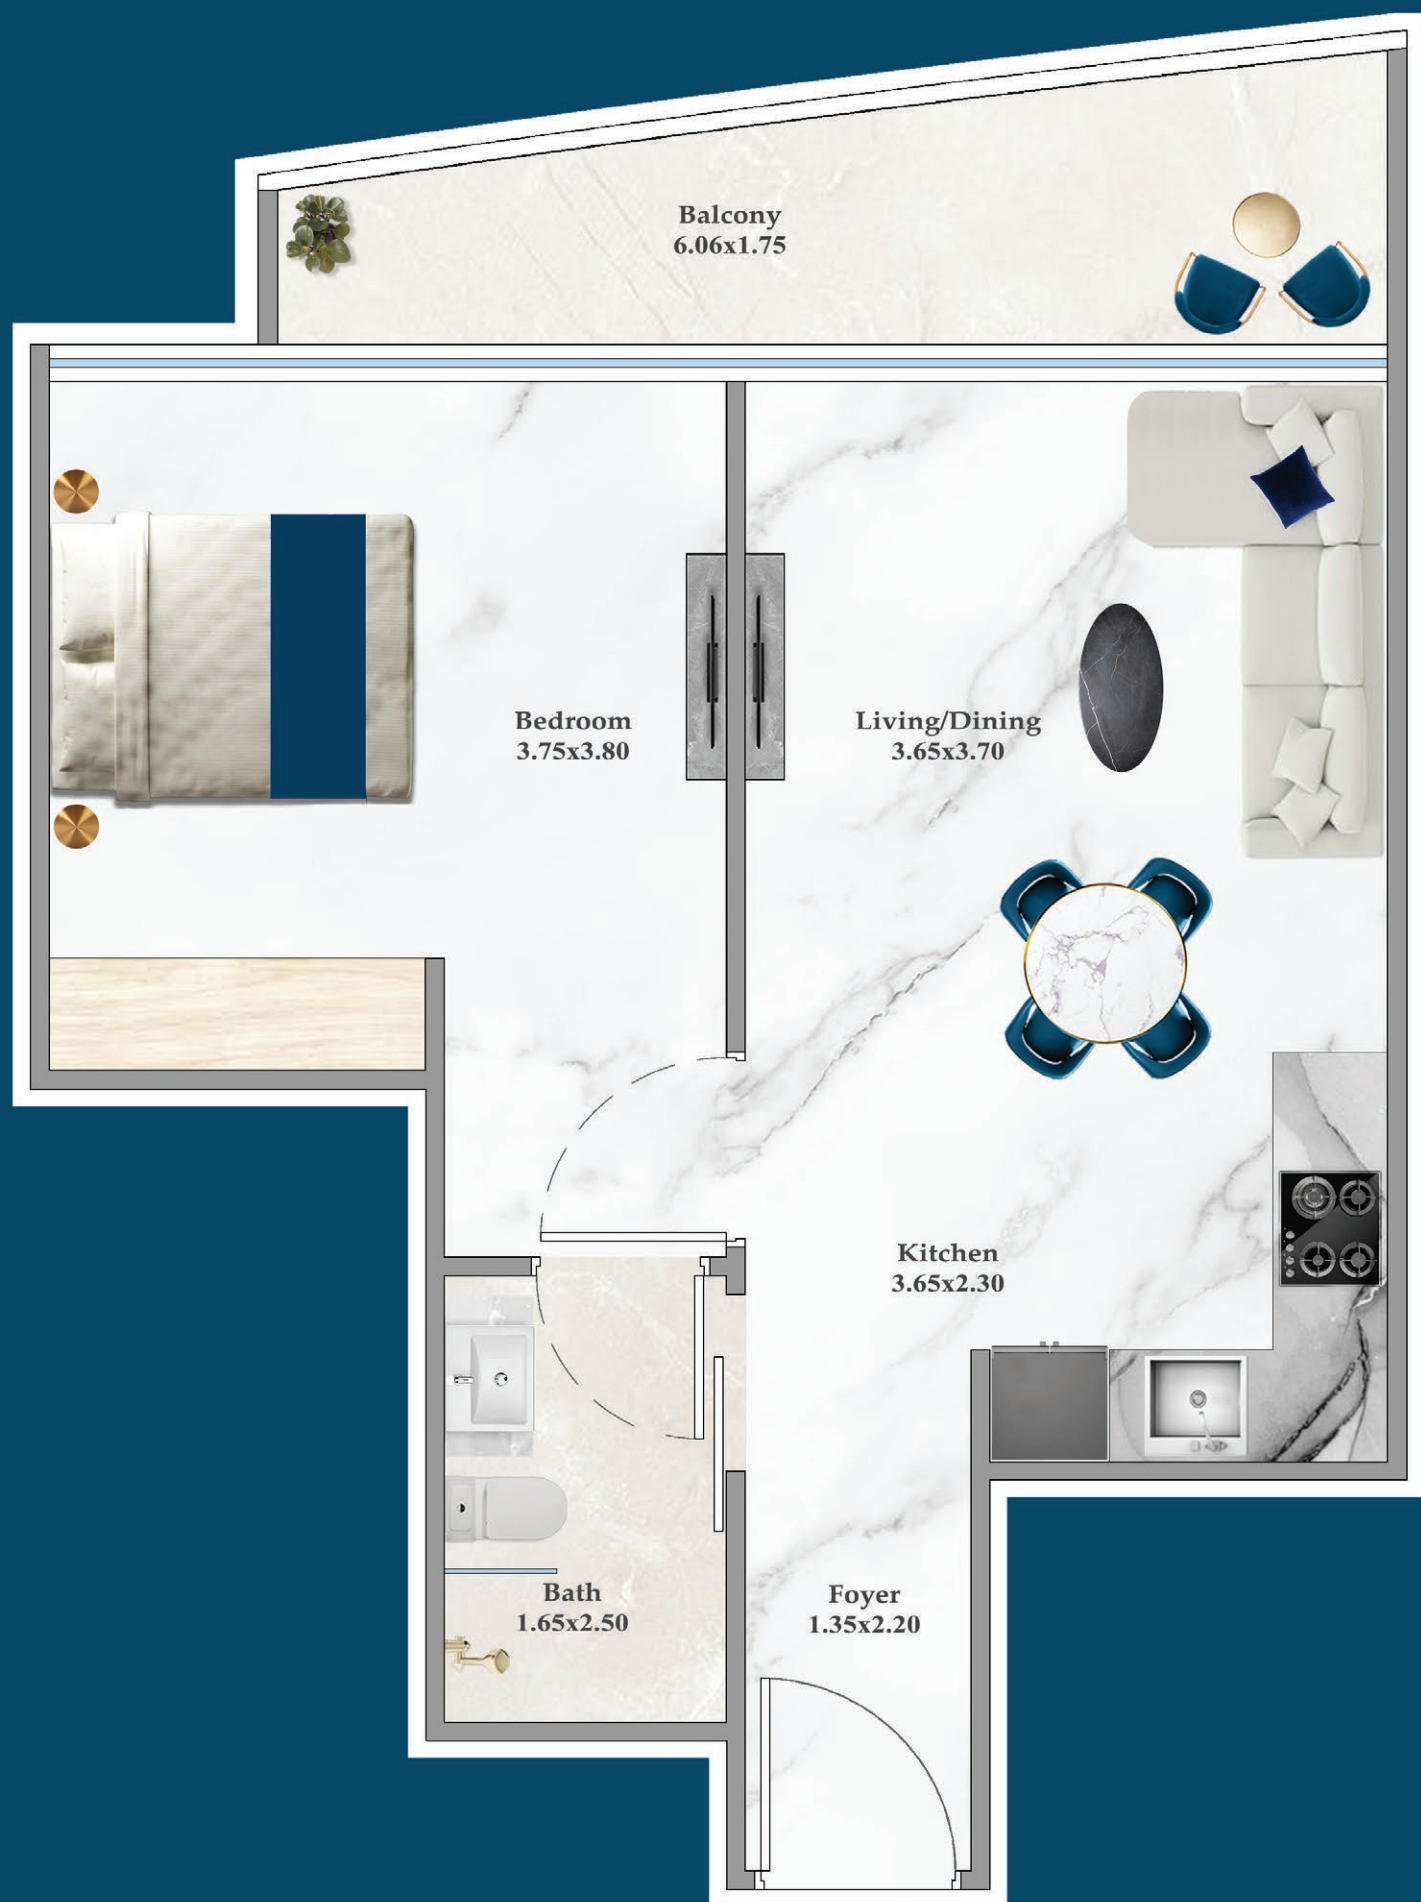 Balcony
6.06x1.75
Bedroom
3.75x3.80
Living/Dining
3.65x3.70
Kitchen
3.65x2.30
Bath
1.65x2.50
Foyer
1.35x2.20